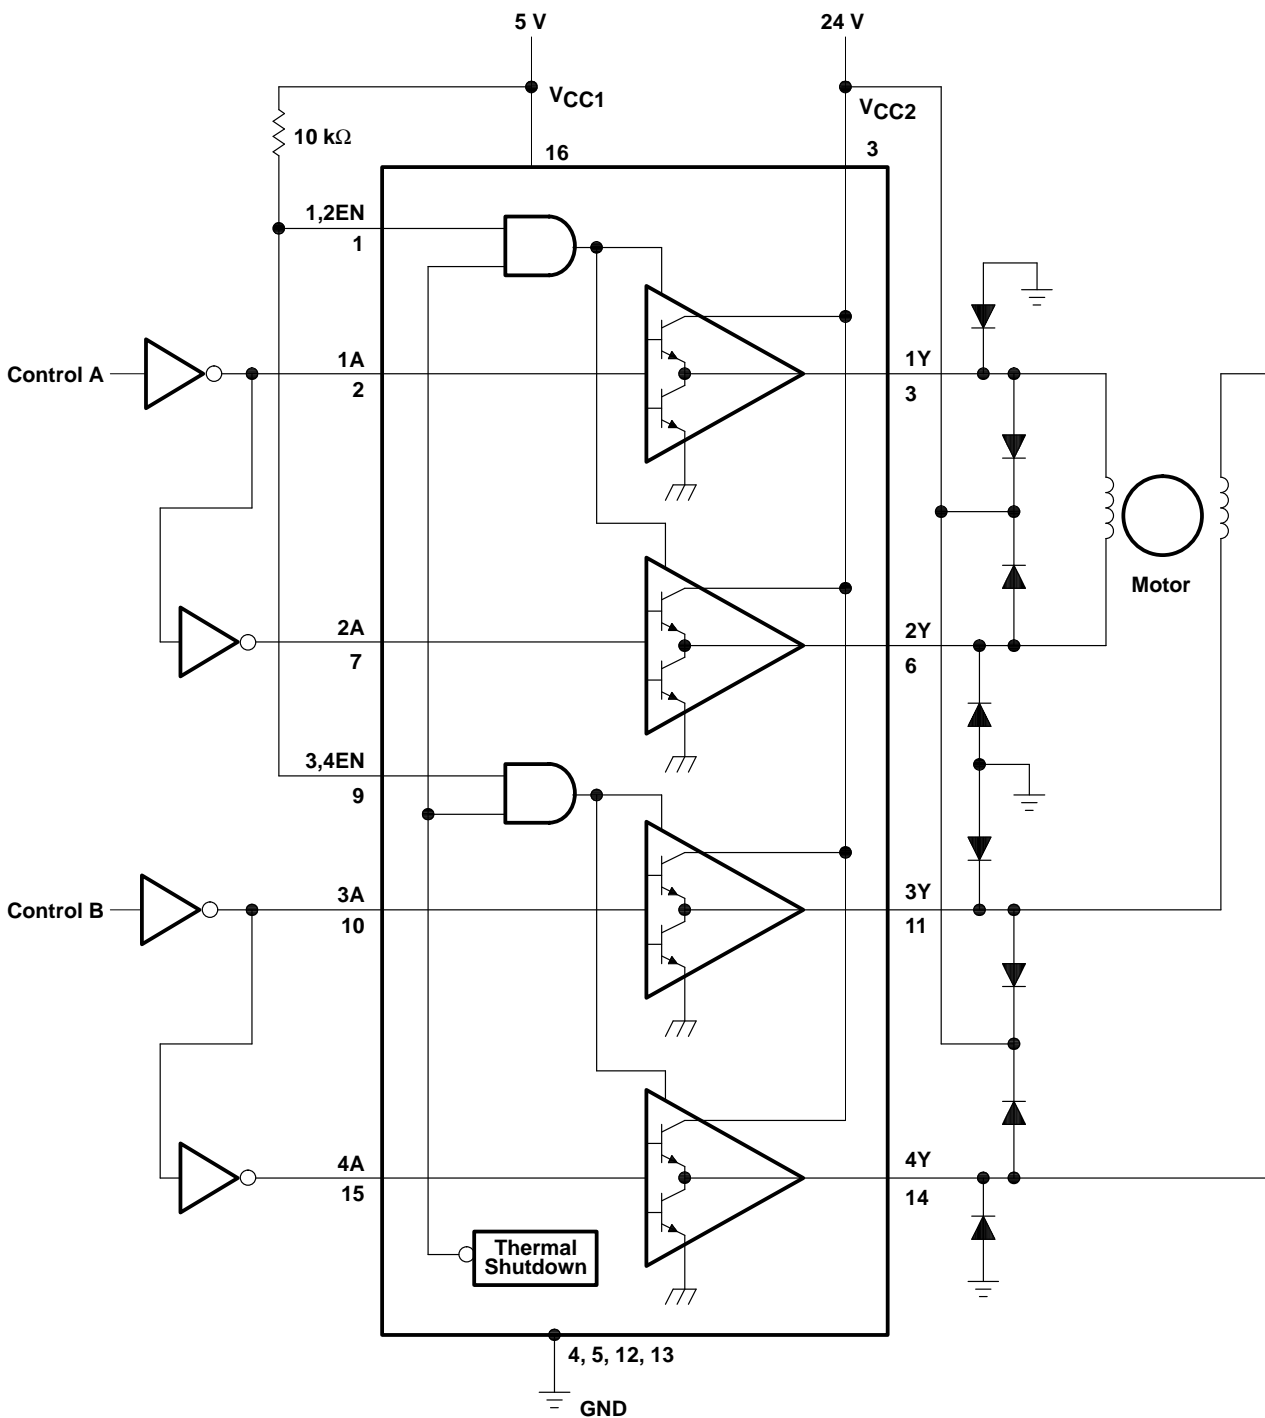 5 V
24 V
VCC1
VCC2
10 kΩ
16
3
1,2EN
1
Control A
1A
2
1Y
3
Motor
2A
7
2Y
6
3,4EN
9
Control B
3A
10
3Y
11
4A
15
4Y
14
Thermal
Shutdown
4, 5, 12, 13
GND